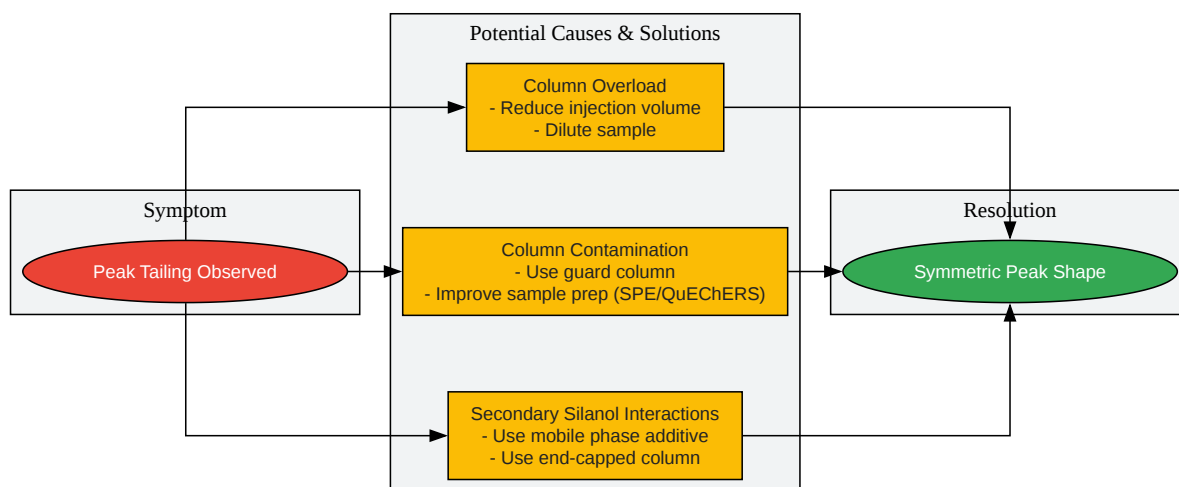 Potential Causes & Solutions
Column Overload
- Reduce injection volume
- Dilute sample
Symptom
Peak Tailing Observed
Column Contamination
- Use guard column
- Improve sample prep (SPE/QuEChERS)
Resolution
Symmetric Peak Shape
Secondary Silanol Interactions
- Use mobile phase additive
- Use end-capped column